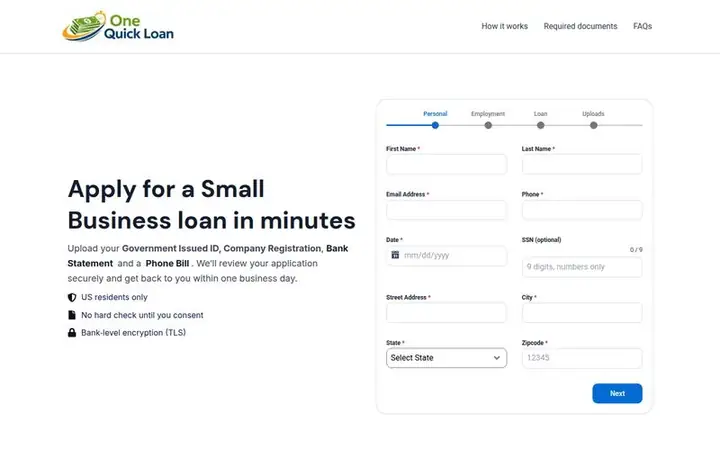 One
Quick Loan
How it works
Required documents
FAQs
Apply for a Small
Business loan in minutes
Upload your Government Issued ID, Company Registration, Bank
Statement and a Phone Bill . We'll review your application
securely and get back to you within one business day.
US residents only
No hard check until you consent
Bank-level encryption (TLS)
Personal
Employment
Loan
Uploads
First Name *
Last Name *
Email Address *
Phone *
Date *
SSN (optional)
0 / 9
mm/dd/yyyy
9 digits, numbers only
Street Address *
City *
State *
Zipcode *
Select State
12345
Next